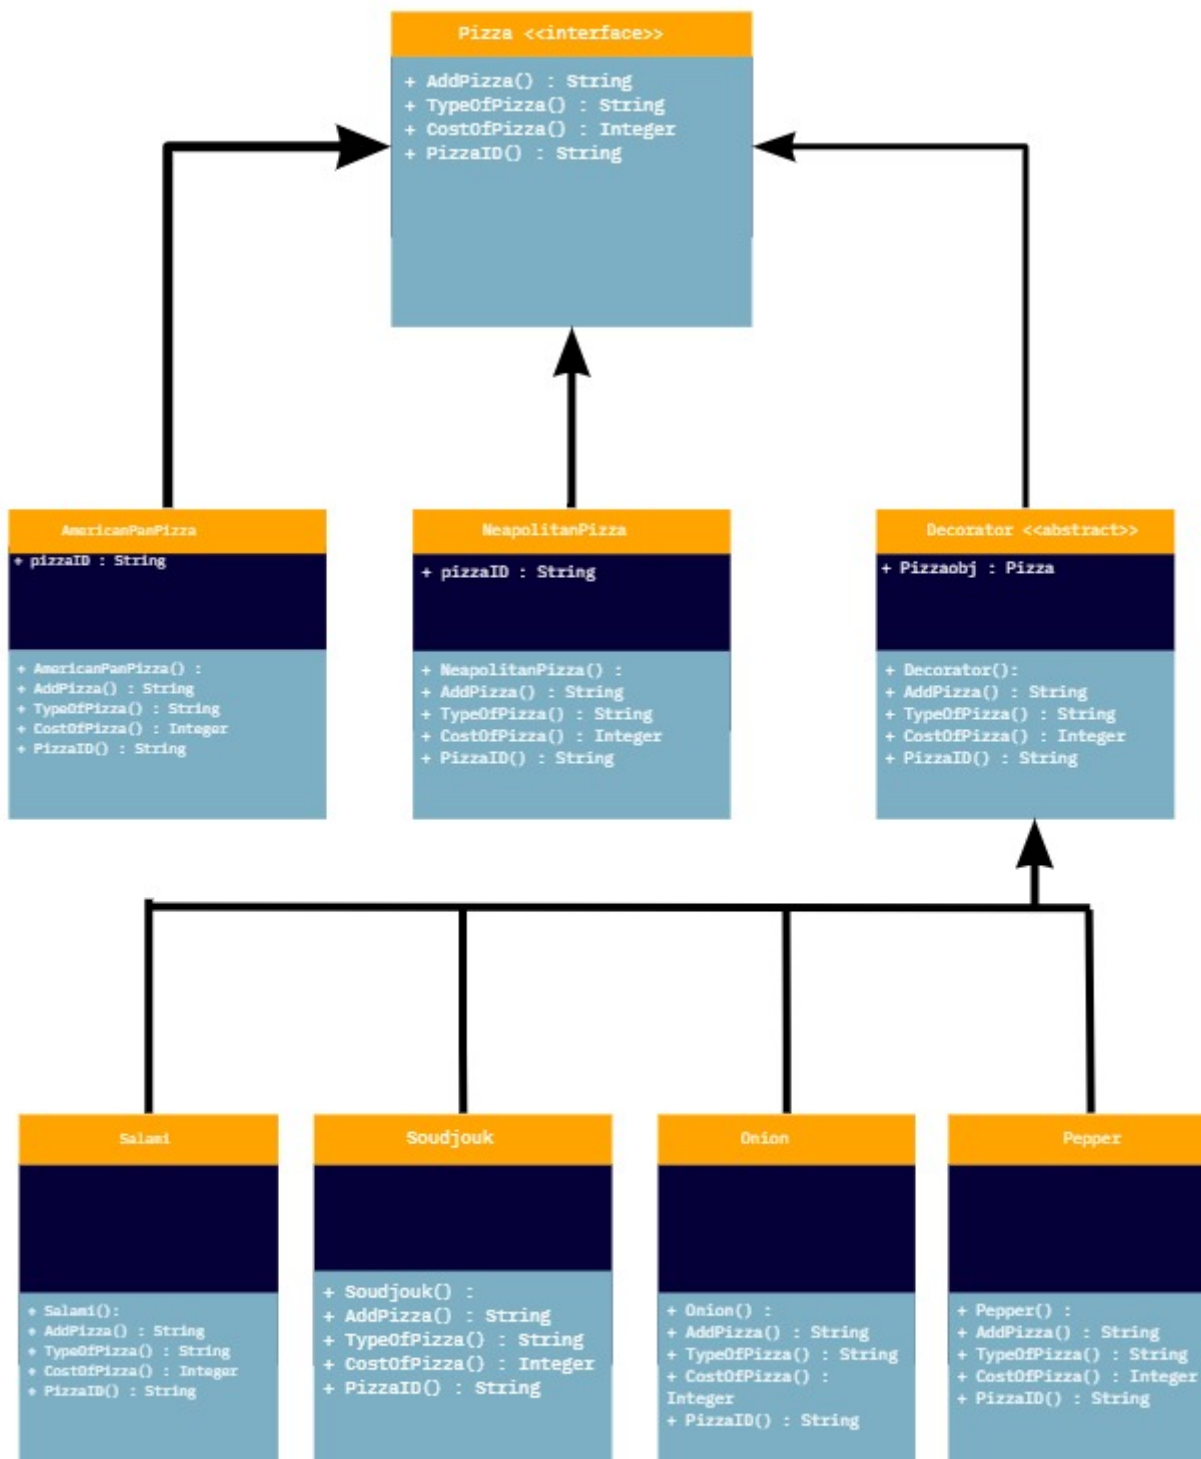 Pizza <<interface>>
+ AddPizza() : String
+ TypeOfPizza() : String
+ CostOfPizza() : Integer
+ PizzaID() : String
AmericanPanPizza
+ pizzaID : String
+ AmericanPanPizza() :
+ AddPizza() : String
+ TypeOfPizza() : String
+ CostOfPizza() : Integer
+ PizzaID() : String
NeapolitanPizza
+ pizzaID : String
+ NeapolitanPizza() :
+ AddPizza() : String
+ TypeOfPizza() : String
+ CostOfPizza() : Integer
+ PizzaID() : String
Decorator <<abstract>>
+ Pizzaobj : Pizza
+ Decorator():
+ AddPizza() : String
+ TypeOfPizza() : String
+ CostOfPizza() : Integer
+ PizzaID() : String
Salami
+ Salami():
+ AddPizza() : String
+ TypeOfPizza() : String
+ CostOfPizza() : Integer
+ PizzaID() : String
Soudjouk
+ Soudjouk() :
+ AddPizza() : String
+ TypeOfPizza() : String
+ CostOfPizza() : Integer
+ PizzaID() : String
Onion
+ Onion() :
+ AddPizza() : String
+ TypeOfPizza() : String
+ CostOfPizza() :
Integer
+ PizzaID() : String
Pepper
+ Pepper() :
+ AddPizza() : String
+ TypeOfPizza() : String
+ CostOfPizza() : Integer
+ PizzaID() : String